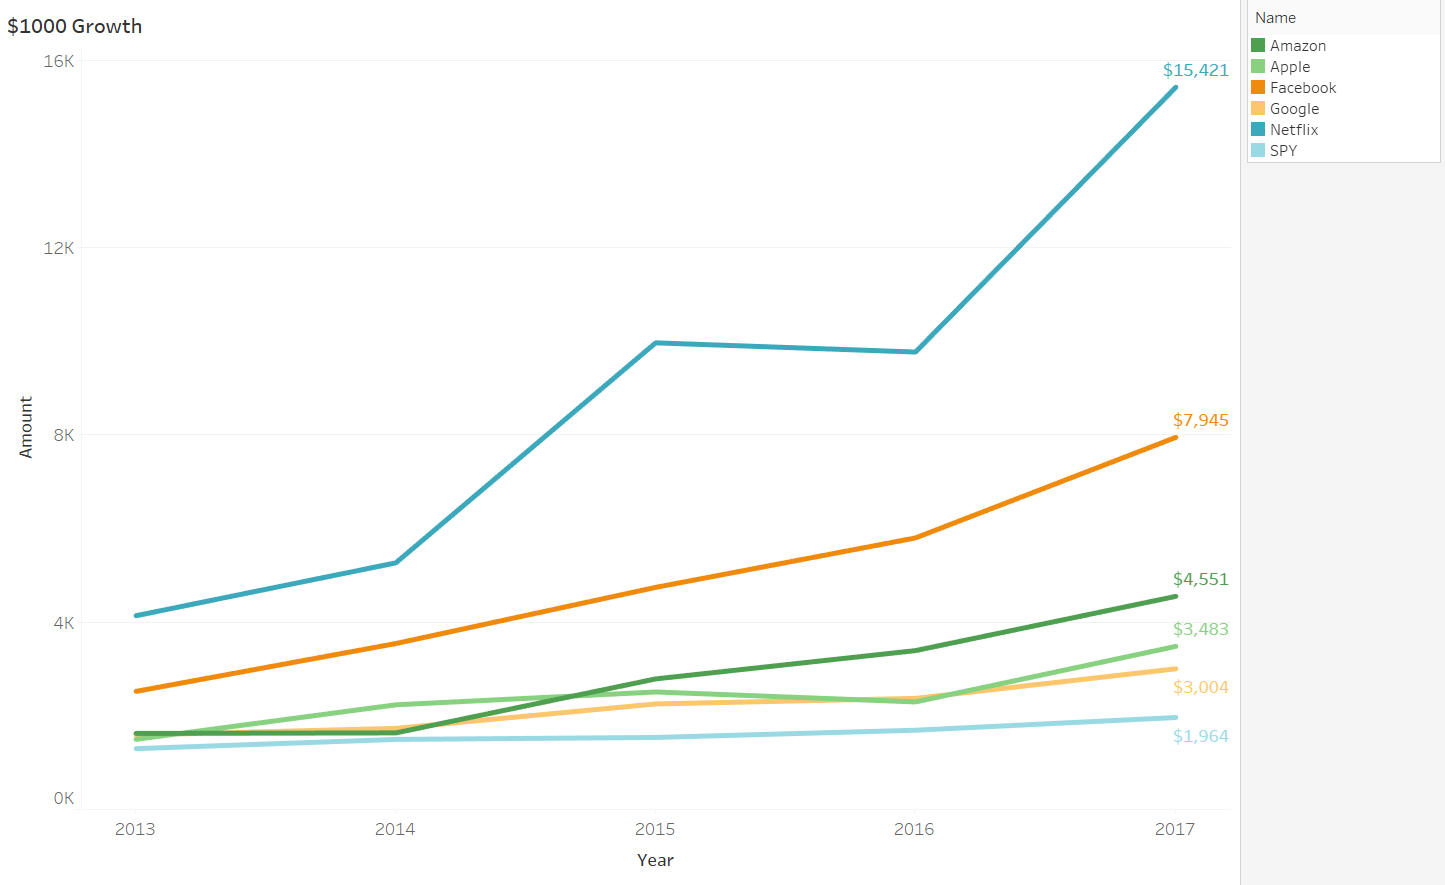 $1000 Growth
16K
12K
8K
4K
0K
Amount
$15,421
$7,945
$4,551
$3,483
$3,004
$1,964
2013 2014 2015 2016 2017
Year
Name
Amazon
Apple
Facebook
Google
Netflix
SPY